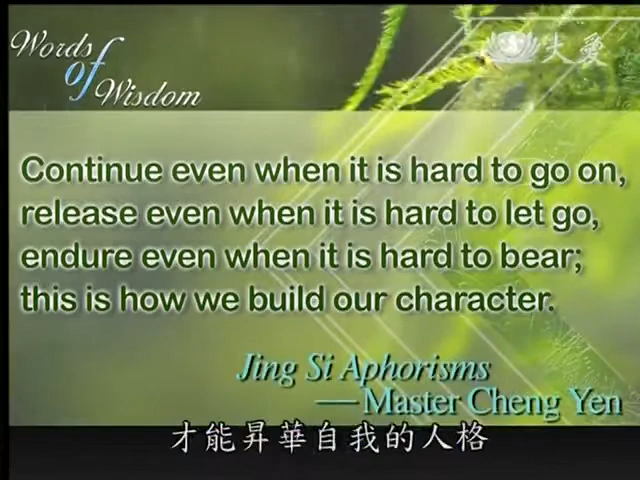 Words
of
Wisdom
大愛
Continue even when it is hard to go on,
release even when it is hard to let go,
endure even when it is hard to bear;
this is how we build our character.
Jing Si Aphorisms
—Master Cheng Yen
才能昇華自我的人格